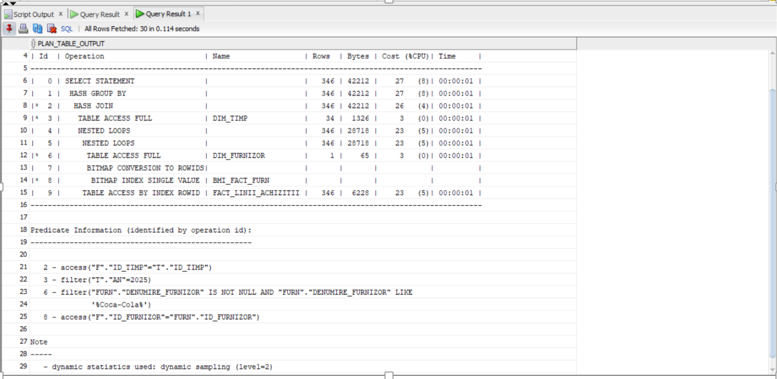 Script Output × Query Result × Query Result 1 ×
SQL | All Rows Fetched: 30 in 0.114 seconds
PLAN_TABLE_OUTPUT
4 | Id | Operation | Name | Rows | Bytes | Cost (%CPU)| Time |
5 --------------------------------------------------------------------------------
6 | 0 | SELECT STATEMENT | | 346 | 42212 | 27 (8)| 00:00:01 |
7 | 1 | HASH GROUP BY | | 346 | 42212 | 27 (8)| 00:00:01 |
8 |* 2 | HASH JOIN | | 346 | 42212 | 26 (4)| 00:00:01 |
9 |* 3 | TABLE ACCESS FULL | DIM_TIMP | 34 | 1326 | 3 (0)| 00:00:01 |
10 | 4 | NESTED LOOPS | | 346 | 28718 | 23 (5)| 00:00:01 |
11 | 5 | NESTED LOOPS | | 346 | 28718 | 23 (5)| 00:00:01 |
12 |* 6 | TABLE ACCESS FULL | DIM_FURNIZOR | 1 | 65 | 3 (0)| 00:00:01 |
13 | 7 | BITMAP CONVERSION TO ROWIDS| | | | | |
14 |* 8 | BITMAP INDEX SINGLE VALUE | BMI_FACT_FURN | | | | |
15 | 9 | TABLE ACCESS BY INDEX ROWID | FACT_LINII_ACHIZITII | 346 | 6228 | 23 (5)| 00:00:01 |
16 --------------------------------------------------------------------------------
17
18 Predicate Information (identified by operation id):
19 ---------------------------------------------------
20
21 2 - access("F"."ID_TIMP"="T"."ID_TIMP")
22 3 - filter("T"."AN"=2025)
23 6 - filter("FURN"."DENUMIRE_FURNIZOR" IS NOT NULL AND "FURN"."DENUMIRE_FURNIZOR" LIKE
24 '%Coca-Cola%')
25 8 - access("F"."ID_FURNIZOR"="FURN"."ID_FURNIZOR")
26
27 Note
28 -----
29 - dynamic statistics used: dynamic sampling (level=2)